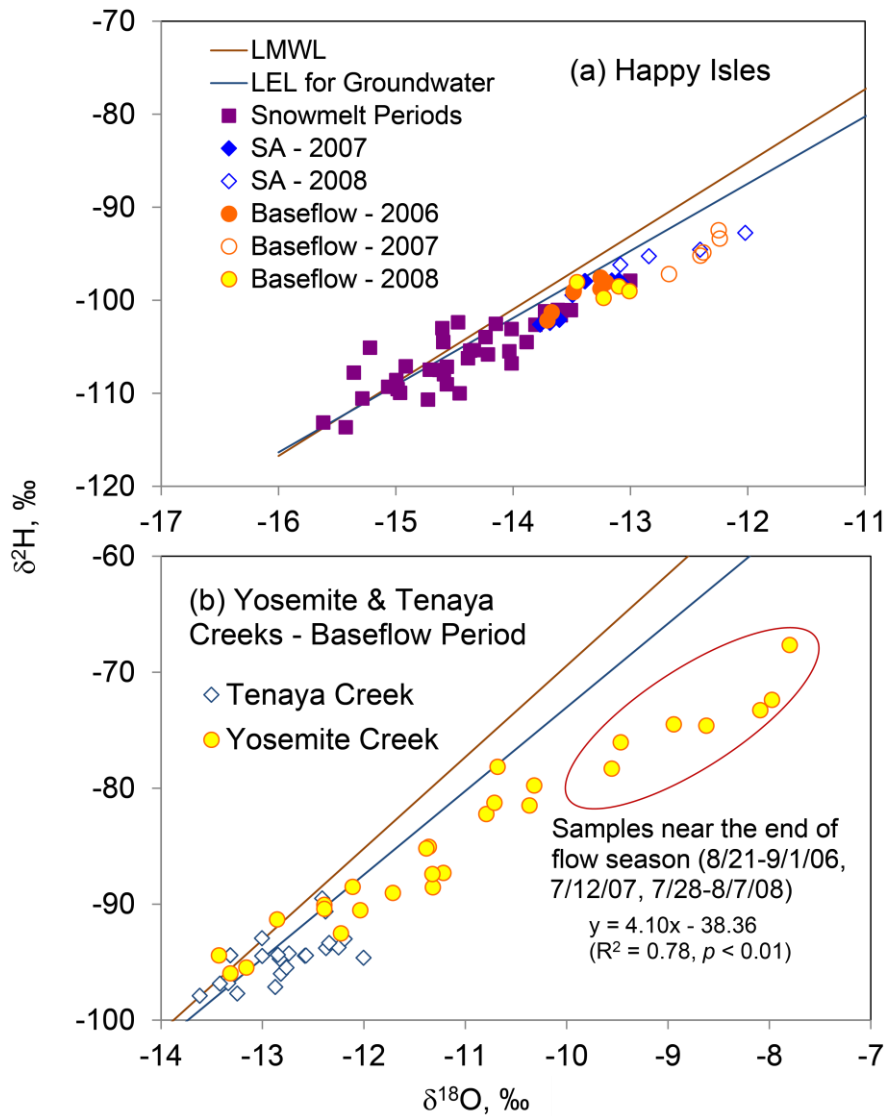 -70
-80
-90
-100
-110
-120
LMWL
LEL for Groundwater
Snowmelt Periods
SA - 2007
SA - 2008
Baseflow - 2006
Baseflow - 2007
Baseflow - 2008
(a) Happy Isles
-17 -16 -15 -14 -13 -12 -11
δ²H, ‰
-60
-70
-80
-90
-100
(b) Yosemite & Tenaya
Creeks - Baseflow Period
Tenaya Creek
Yosemite Creek
Samples near the end of
flow season (8/21-9/1/06,
7/12/07, 7/28-8/7/08)
y = 4.10x - 38.36
(R² = 0.78, p < 0.01)
-14 -13 -12 -11 -10 -9 -8 -7
δ¹⁸O, ‰